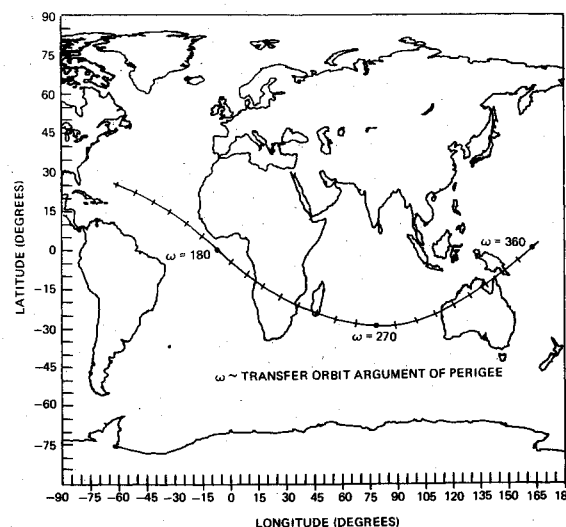 90
75
60
45
30
15
0
−15
−30
−45
−60
−75
LATITUDE (DEGREES)
ω = 180
ω = 360
ω = 270
ω ~ TRANSFER ORBIT ARGUMENT OF PERIGEE
−90 −75 −60 −45 −30 −15 0 15 30 45 60 75 90 105 120 135 150 165 180
LONGITUDE (DEGREES)